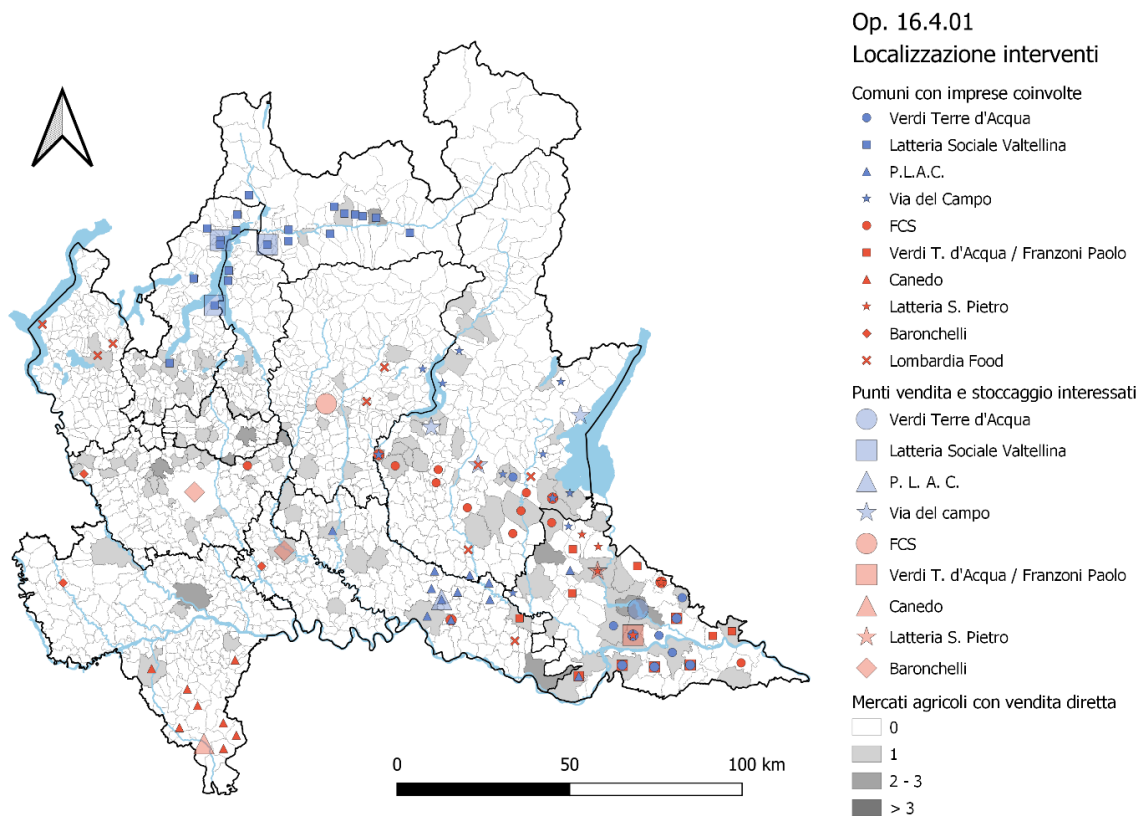 Op. 16.4.01
Localizzazione interventi
Comuni con imprese coinvolte
Verdi Terre d'Acqua
Latteria Sociale Valtellina
P.L.A.C.
Via del Campo
FCS
Verdi T. d'Acqua / Franzoni Paolo
Canedo
Latteria S. Pietro
Baronchelli
Lombardia Food
Punti vendita e stoccaggio interessati
Verdi Terre d'Acqua
Latteria Sociale Valtellina
P. L. A. C.
Via del campo
FCS
Verdi T. d'Acqua / Franzoni Paolo
Canedo
Latteria S. Pietro
Baronchelli
Mercati agricoli con vendita diretta
0
1
2 - 3
> 3
0 50 100 km